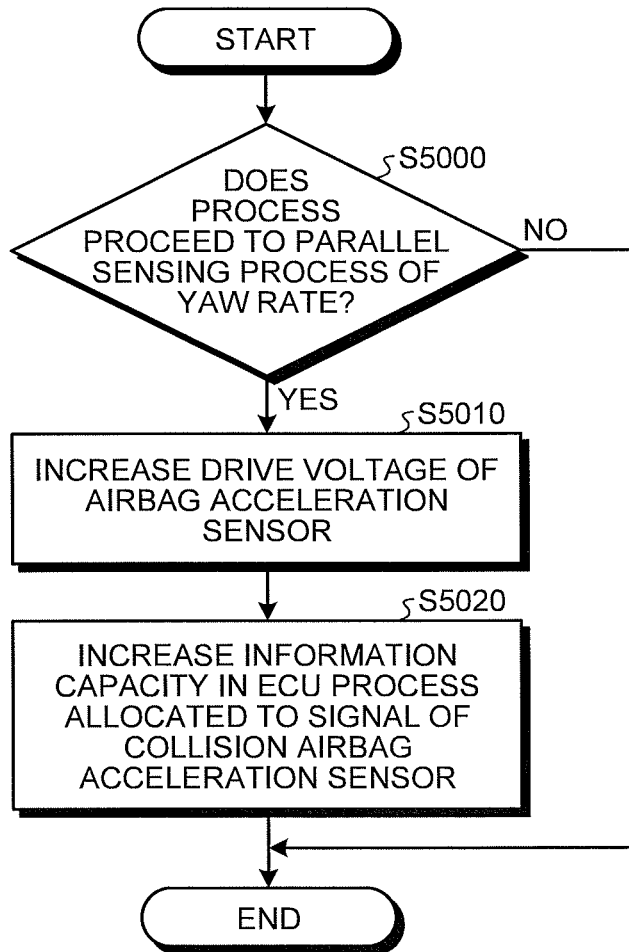 START
S5000
DOES
PROCESS
PROCEED TO PARALLEL
SENSING PROCESS OF
YAW RATE?
NO
YES
S5010
INCREASE DRIVE VOLTAGE OF
AIRBAG ACCELERATION
SENSOR
S5020
INCREASE INFORMATION
CAPACITY IN ECU PROCESS
ALLOCATED TO SIGNAL OF
COLLISION AIRBAG
ACCELERATION SENSOR
END